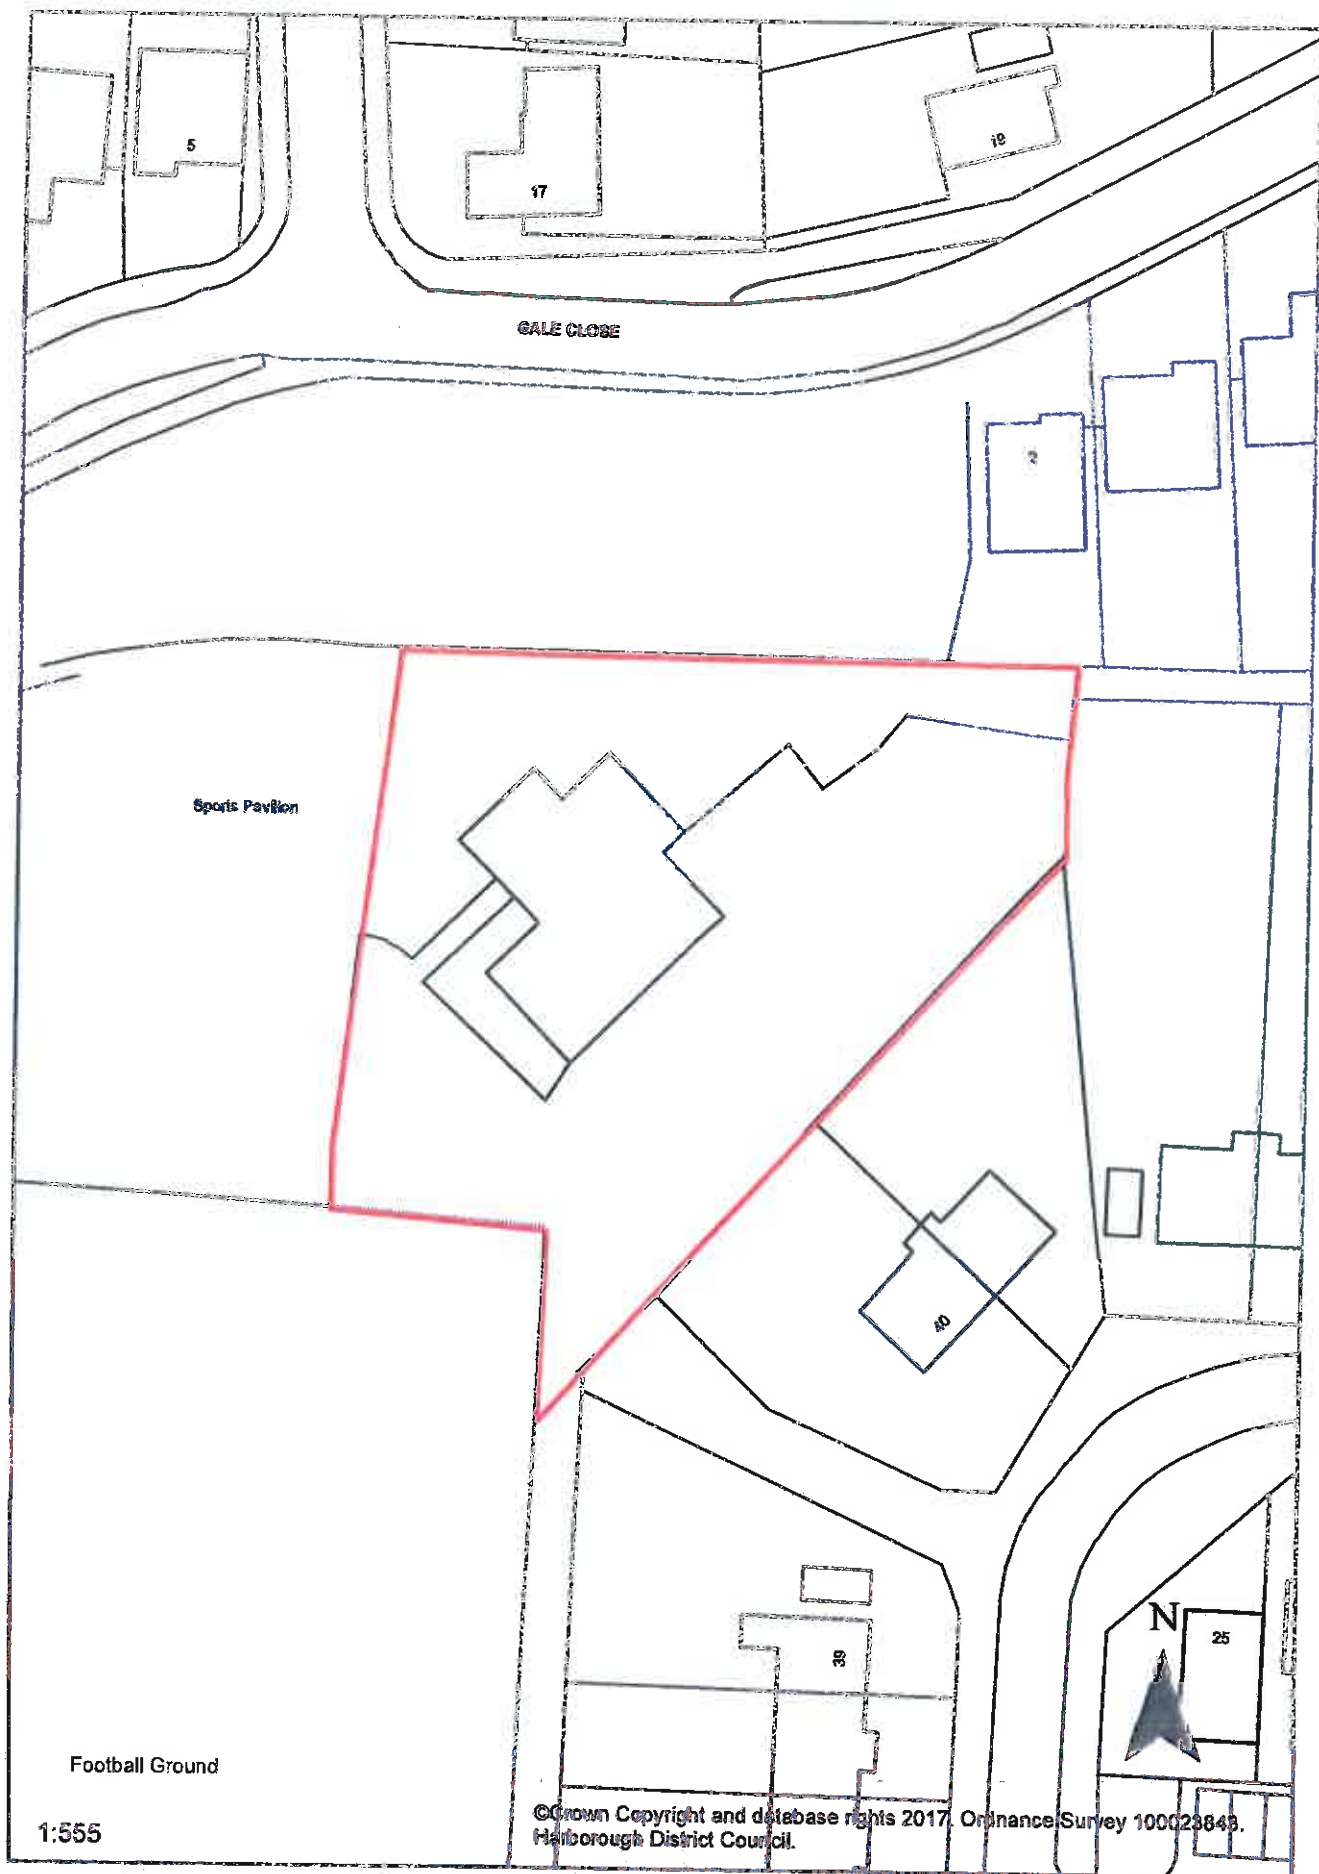 5
17
19
GALE CLOSE
2
Sports Pavilion
40
39
N
25
Football Ground
1:555
©Crown Copyright and database rights 2017. Ordnance Survey 100023843.
Harborough District Council.